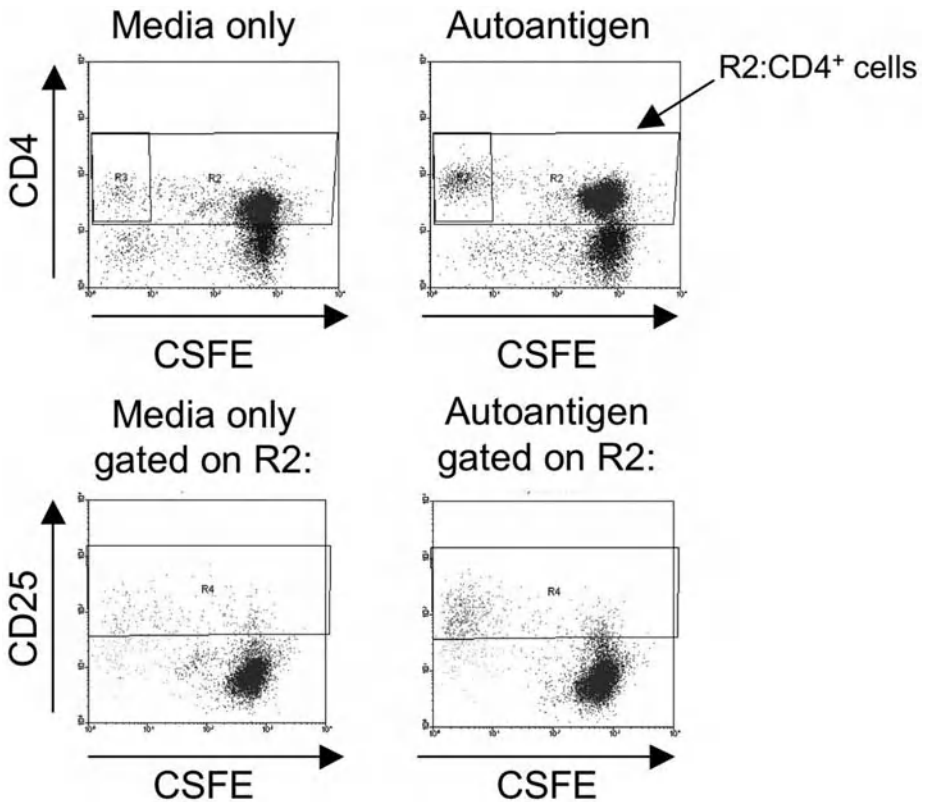 Media only
Autoantigen
R2:CD4⁺ cells
CD4
R3
R2
R2
CSFE
CSFE
Media only
gated on R2:
Autoantigen
gated on R2:
CD25
R4
R4
CSFE
CSFE